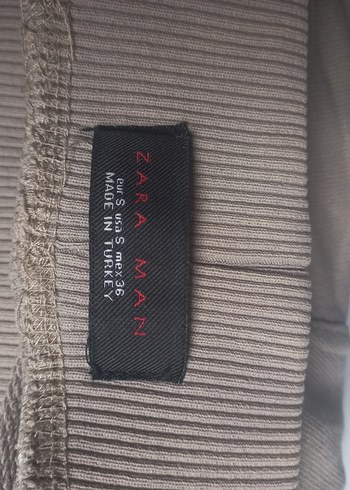 ZARA MAN
eur S usa S mex 36
MADE IN TURKEY